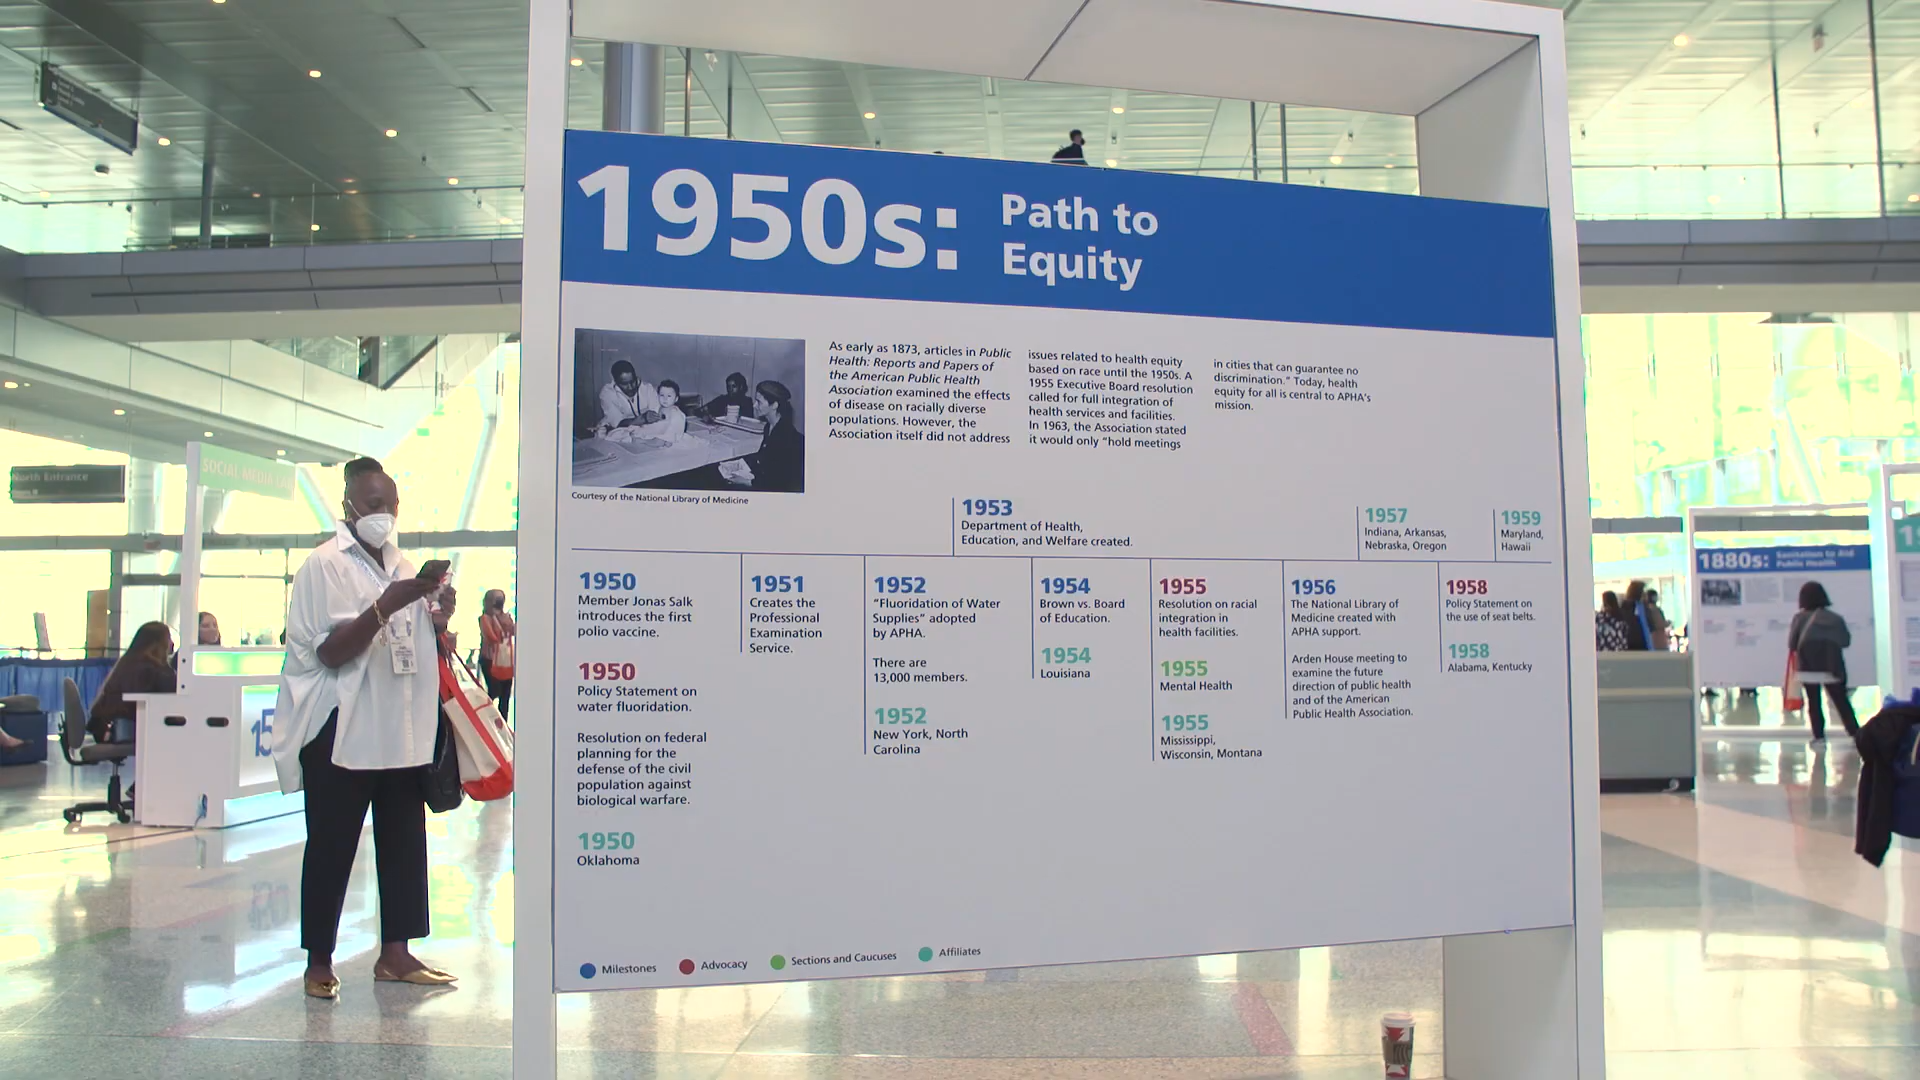 1950s:
Path to
Equity
As early as 1873, articles in Public
Health: Reports and Papers of
the American Public Health
Association examined the effects
of disease on racially diverse
populations. However, the
Association itself did not address
issues related to health equity
based on race until the 1950s. A
1955 Executive Board resolution
called for full integration of
health services and facilities.
In 1963, the Association stated
it would only "hold meetings
in cities that can guarantee no
discrimination." Today, health
equity for all is central to APHA's
mission.
Courtesy of the National Library of Medicine
1953
Department of Health,
Education, and Welfare created.
1957
Indiana, Arkansas,
Nebraska, Oregon
1959
Maryland,
Hawaii
1950
Member Jonas Salk
introduces the first
polio vaccine.
1950
Policy Statement on
water fluoridation.
Resolution on federal
planning for the
defense of the civil
population against
biological warfare.
1950
Oklahoma
1951
Creates the
Professional
Examination
Service.
1952
"Fluoridation of Water
Supplies" adopted
by APHA.
There are
13,000 members.
1952
New York, North
Carolina
1954
Brown vs. Board
of Education.
1954
Louisiana
1955
Resolution on racial
integration in
health facilities.
1955
Mental Health
1955
Mississippi,
Wisconsin, Montana
1956
The National Library of
Medicine created with
APHA support.
Arden House meeting to
examine the future
direction of public health
and of the American
Public Health Association.
1958
Policy Statement on
the use of seat belts.
1958
Alabama, Kentucky
Milestones
Advocacy
Sections and Caucuses
Affiliates
North Entrance
SOCIAL MEDIA
15
1880s:
Sanitation to Aid
Public Health